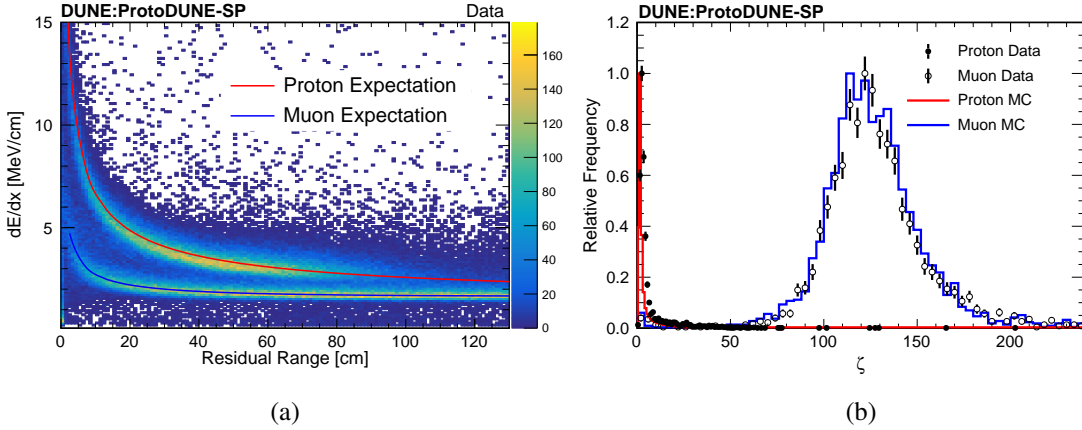 DUNE:ProtoDUNE-SP Data
15
10
5
dE/dx [MeV/cm]
Proton Expectation
Muon Expectation
0 20 40 60 80 100 120
Residual Range [cm]
160
140
120
100
80
60
40
20
0
(a)
DUNE:ProtoDUNE-SP
1.2
1.0
0.8
0.6
0.4
0.2
0.0
Relative Frequency
Proton Data
Muon Data
Proton MC
Muon MC
0 50 100 150 200
ζ
(b)